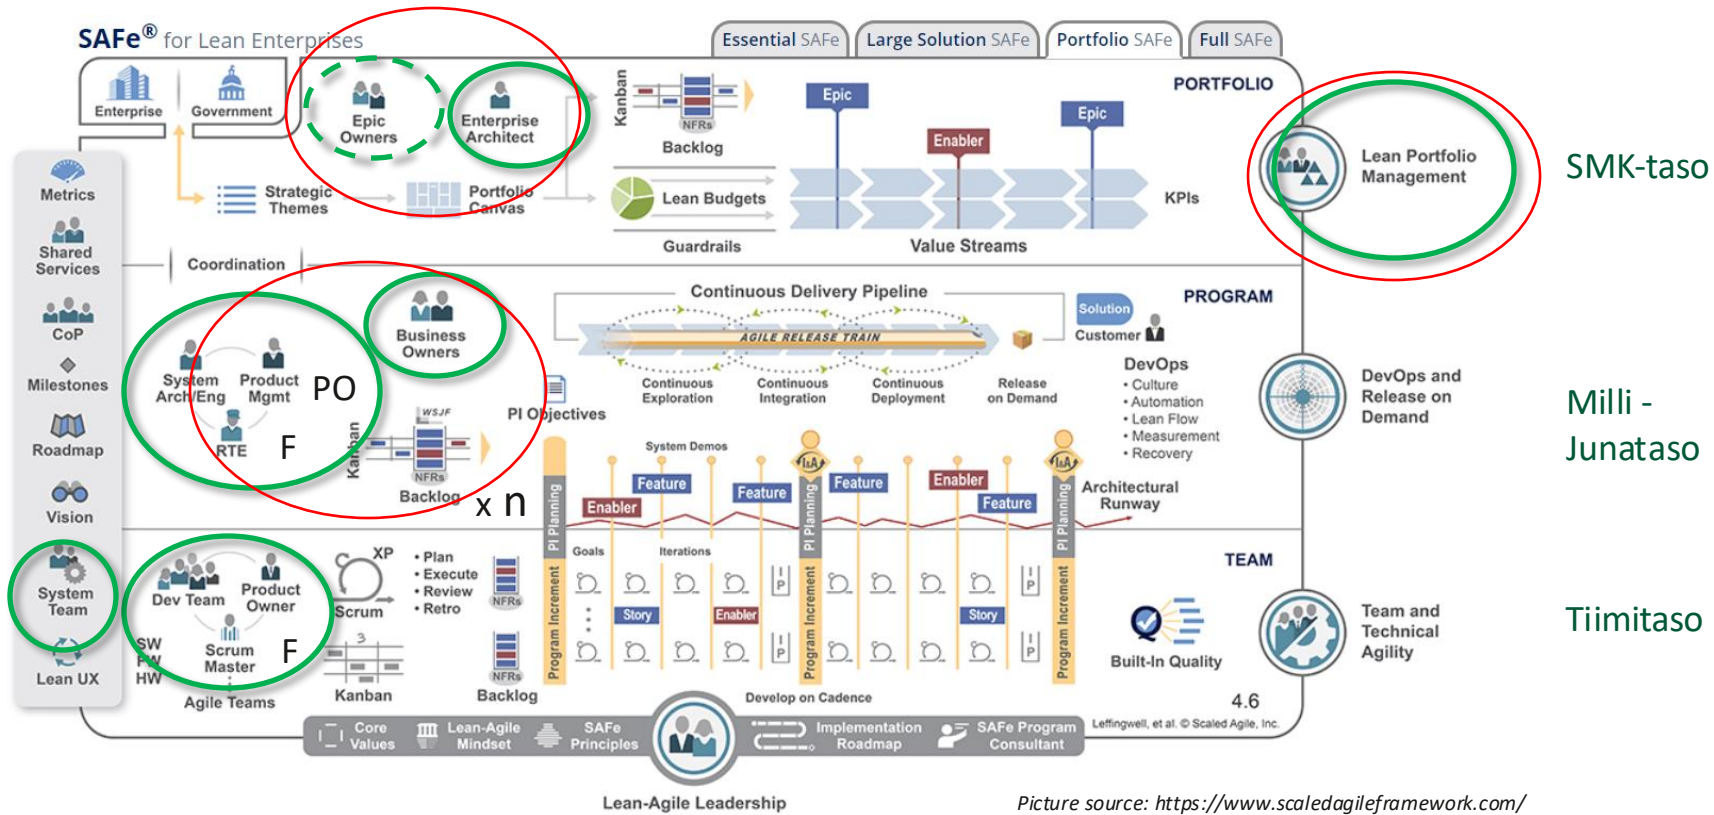 SAFe® for Lean Enterprises
Essential SAFe
Large Solution SAFe
Portfolio SAFe
Full SAFe
PORTFOLIO
Enterprise
Government
Epic
Owners
Enterprise
Architect
Kanban
NFRs
Backlog
Epic
Enabler
Epic
Lean Portfolio
Management
SMK-taso
Strategic
Themes
Portfolio
Canvas
Lean Budgets
Guardrails
Value Streams
KPIs
Metrics
Shared
Services
CoP
Milestones
Roadmap
Vision
System
Team
Lean UX
Coordination
PROGRAM
Business
Owners
System
Arch/Eng
Product
Mgmt
PO
RTE
F
Kanban
WSJF
NFRs
Backlog
x n
PI Objectives
Continuous Delivery Pipeline
AGILE RELEASE TRAIN
Continuous
Exploration
Continuous
Integration
Continuous
Deployment
Release
on Demand
Solution
Customer
DevOps
• Culture
• Automation
• Lean Flow
• Measurement
• Recovery
DevOps and
Release on
Demand
Milli -
Junataso
System Demos
Enabler
Feature
Feature
I&A
Feature
Enabler
Feature
I&A
Architectural
Runway
PI Planning
PI Planning
PI Planning
TEAM
Dev Team
Product
Owner
Scrum
Master
F
SW
FW
HW
Agile Teams
XP
Scrum
• Plan
• Execute
• Review
• Retro
3
Kanban
NFRs
NFRs
Backlog
Goals
Iterations
Program Increment
Story
Enabler
I P
I P
Program Increment
Story
I P
I P
Program Increment
Develop on Cadence
Built-In Quality
Team and
Technical
Agility
Tiimitaso
4.6
Leffingwell, et al. © Scaled Agile, Inc.
Core
Values
Lean-Agile
Mindset
SAFe
Principles
Implementation
Roadmap
SAFe Program
Consultant
Lean-Agile Leadership
Picture source: https://www.scaledagileframework.com/